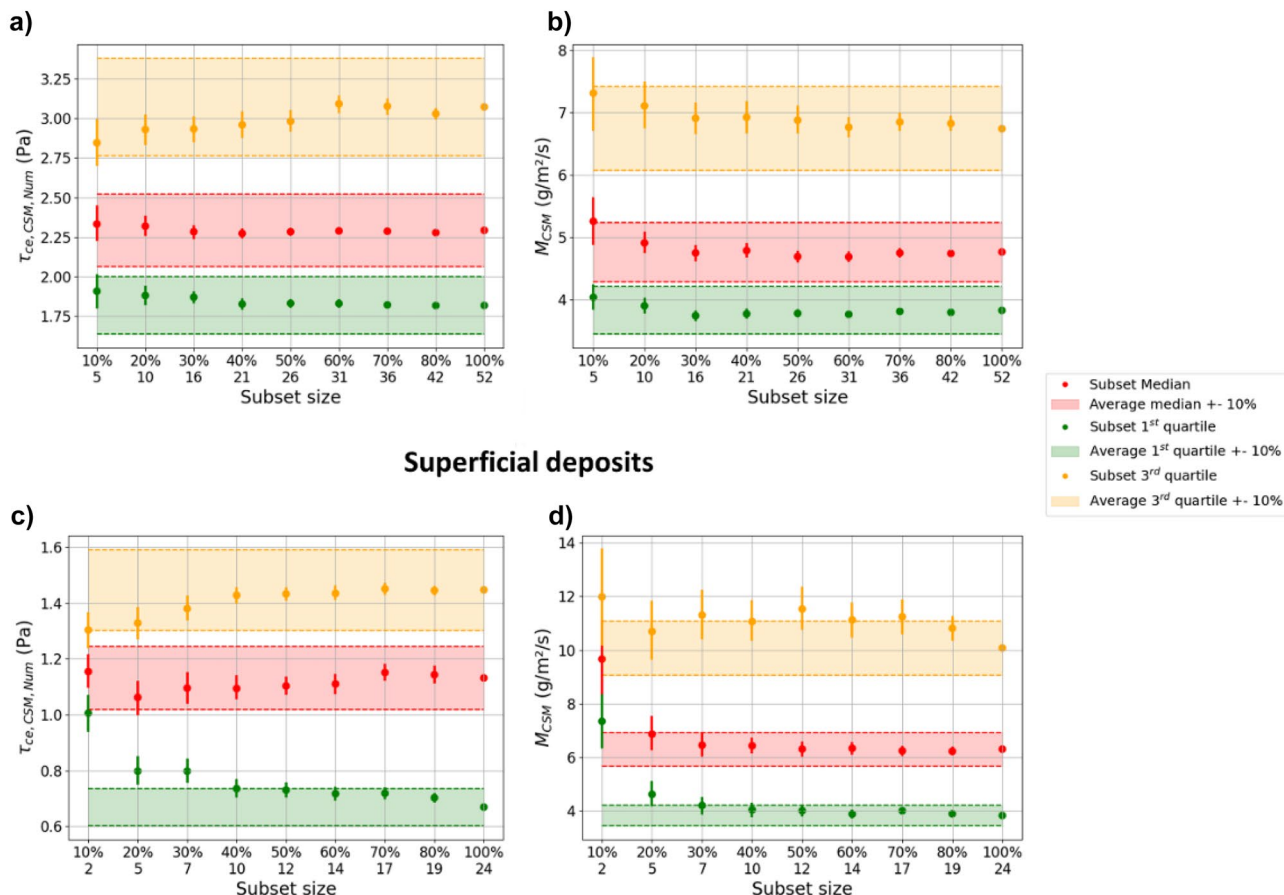 a)
3.25
3.00
2.75
2.50
2.25
2.00
1.75
τce,CSM,Num (Pa)
10% 20% 30% 40% 50% 60% 70% 80% 100%
5 10 16 21 26 31 36 42 52
Subset size
b)
8
7
6
5
4
MCSM (g/m²/s)
10% 20% 30% 40% 50% 60% 70% 80% 100%
5 10 16 21 26 31 36 42 52
Subset size
Subset Median
Average median +- 10%
Subset 1st quartile
Average 1st quartile +- 10%
Subset 3rd quartile
Average 3rd quartile +- 10%
Superficial deposits
c)
1.6
1.4
1.2
1.0
0.8
0.6
τce,CSM,Num (Pa)
10% 20% 30% 40% 50% 60% 70% 80% 100%
2 5 7 10 12 14 17 19 24
Subset size
d)
14
12
10
8
6
4
MCSM (g/m²/s)
10% 20% 30% 40% 50% 60% 70% 80% 100%
2 5 7 10 12 14 17 19 24
Subset size